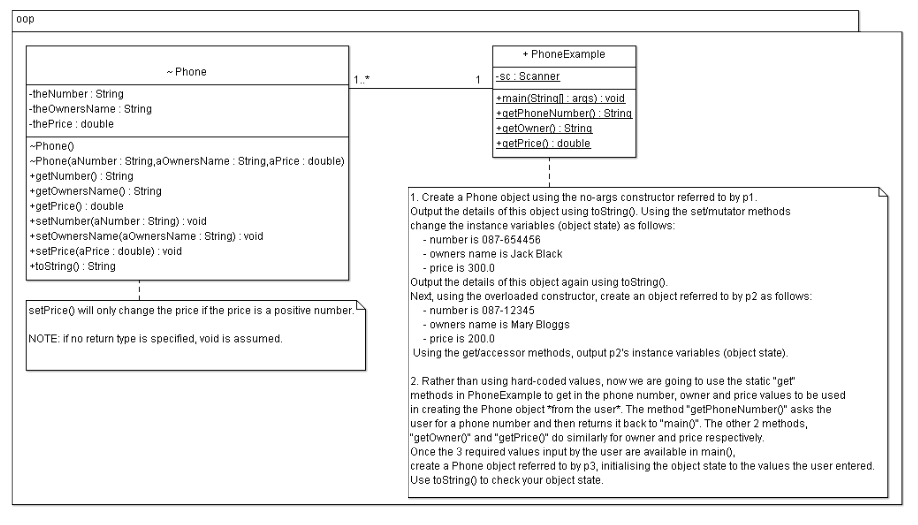 oop
~ Phone
-theNumber : String
-theOwnersName : String
-thePrice : double
~Phone()
~Phone(aNumber : String,aOwnersName : String,aPrice : double)
+getNumber() : String
+getOwnersName() : String
+getPrice() : double
+setNumber(aNumber : String) : void
+setOwnersName(aOwnersName : String) : void
+setPrice(aPrice : double) : void
+toString() : String
1..*
1
+ PhoneExample
-sc : Scanner
+main(String[] : args) : void
+getPhoneNumber() : String
+getOwner() : String
+getPrice() : double
setPrice() will only change the price if the price is a positive number.
NOTE: if no return type is specified, void is assumed.
1. Create a Phone object using the no-args constructor referred to by p1.
Output the details of this object using toString(). Using the set/mutator methods
change the instance variables (object state) as follows:
- number is 087-654456
- owners name is Jack Black
- price is 300.0
Output the details of this object again using toString().
Next, using the overloaded constructor, create an object referred to by p2 as follows:
- number is 087-12345
- owners name is Mary Bloggs
- price is 200.0
Using the get/accessor methods, output p2's instance variables (object state).
2. Rather than using hard-coded values, now we are going to use the static "get"
methods in PhoneExample to get in the phone number, owner and price values to be used
in creating the Phone object *from the user*. The method "getPhoneNumber()" asks the
user for a phone number and then returns it back to "main()". The other 2 methods,
"getOwner()" and "getPrice()" do similarly for owner and price respectively.
Once the 3 required values input by the user are available in main(),
create a Phone object referred to by p3, initialising the object state to the values the user entered.
Use toString() to check your object state.